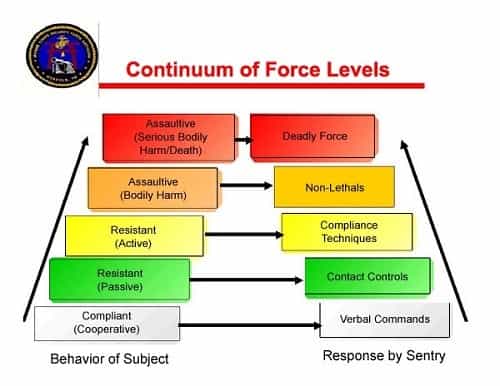 Continuum of Force Levels
Assaultive
(Serious Bodily
Harm/Death)
Deadly Force
Assaultive
(Bodily Harm)
Non-Lethals
Resistant
(Active)
Compliance
Techniques
Resistant
(Passive)
Contact Controls
Compliant
(Cooperative)
Verbal Commands
Behavior of Subject
Response by Sentry